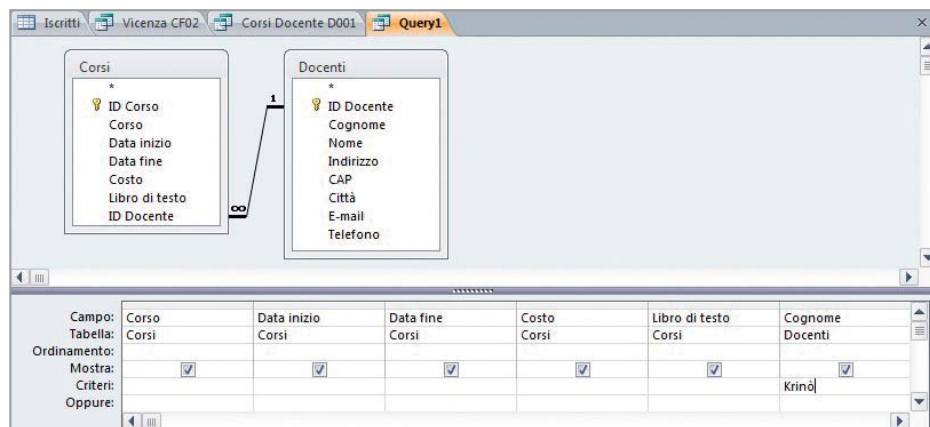 Iscritti Vicenza CF02 Corsi Docente D001 Query1
Corsi
*
ID Corso
Corso
Data inizio
Data fine
Costo
Libro di testo
ID Docente
∞
1
Docenti
*
ID Docente
Cognome
Nome
Indirizzo
CAP
Città
E-mail
Telefono
Campo: Corso Data inizio Data fine Costo Libro di testo Cognome
Tabella: Corsi Corsi Corsi Corsi Corsi Docenti
Ordinamento:
Mostra:
Criteri: Krinò
Oppure: